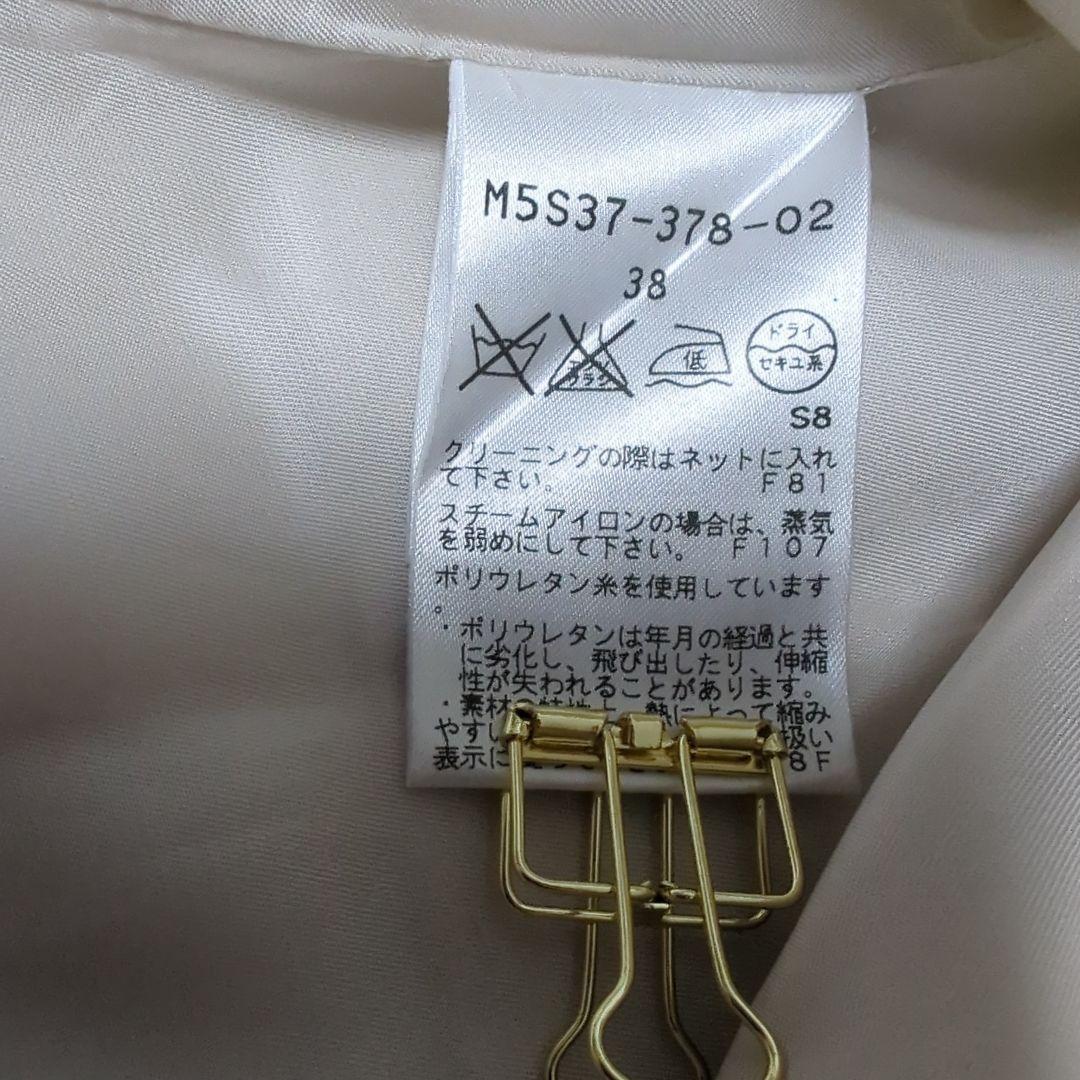 M5S37-378-02
38
低
ドライ
セキユ系
S8
クリーニングの際はネットに入れ
て下さい。 F81
スチームアイロンの場合は、蒸気
を弱めにして下さい。 F107
ポリウレタン糸を使用しています
。
・ポリウレタンは年月の経過と共
に劣化し、飛び出したり、伸縮
性が失われることがあります。
・素材の特性上、熱によって縮み
やすい 扱い
表示に 8F